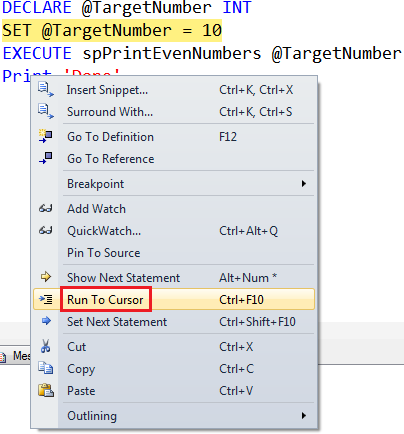 DECLARE @TargetNumber INT
SET @TargetNumber = 10
EXECUTE spPrintEvenNumbers @TargetNumber
Print 'Done'
Insert Snippet... Ctrl+K, Ctrl+X
Surround With... Ctrl+K, Ctrl+S
Go To Definition F12
Go To Reference
Breakpoint
Add Watch
QuickWatch... Ctrl+Alt+Q
Pin To Source
Show Next Statement Alt+Num *
Run To Cursor Ctrl+F10
Set Next Statement Ctrl+Shift+F10
Cut Ctrl+X
Mes
Copy Ctrl+C
Paste Ctrl+V
Outlining